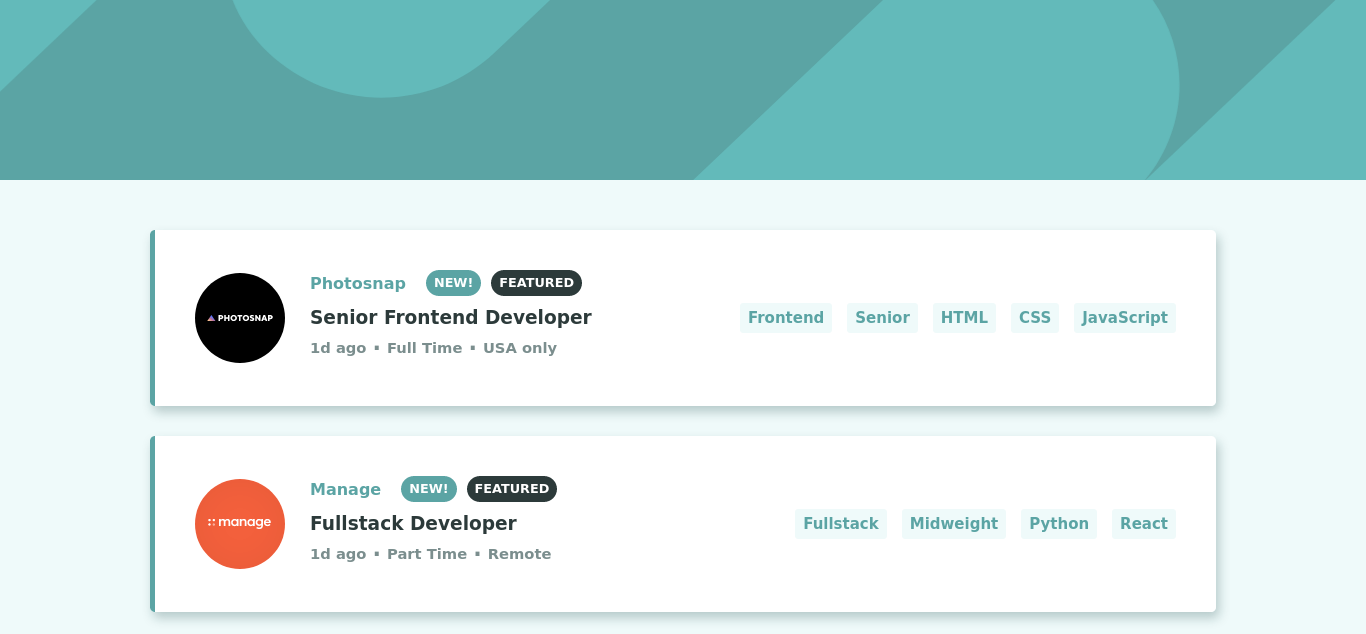 PHOTOSNAP
Photosnap NEW! FEATURED
Senior Frontend Developer
1d ago · Full Time · USA only
Frontend Senior HTML CSS JavaScript
manage
Manage NEW! FEATURED
Fullstack Developer
1d ago · Part Time · Remote
Fullstack Midweight Python React